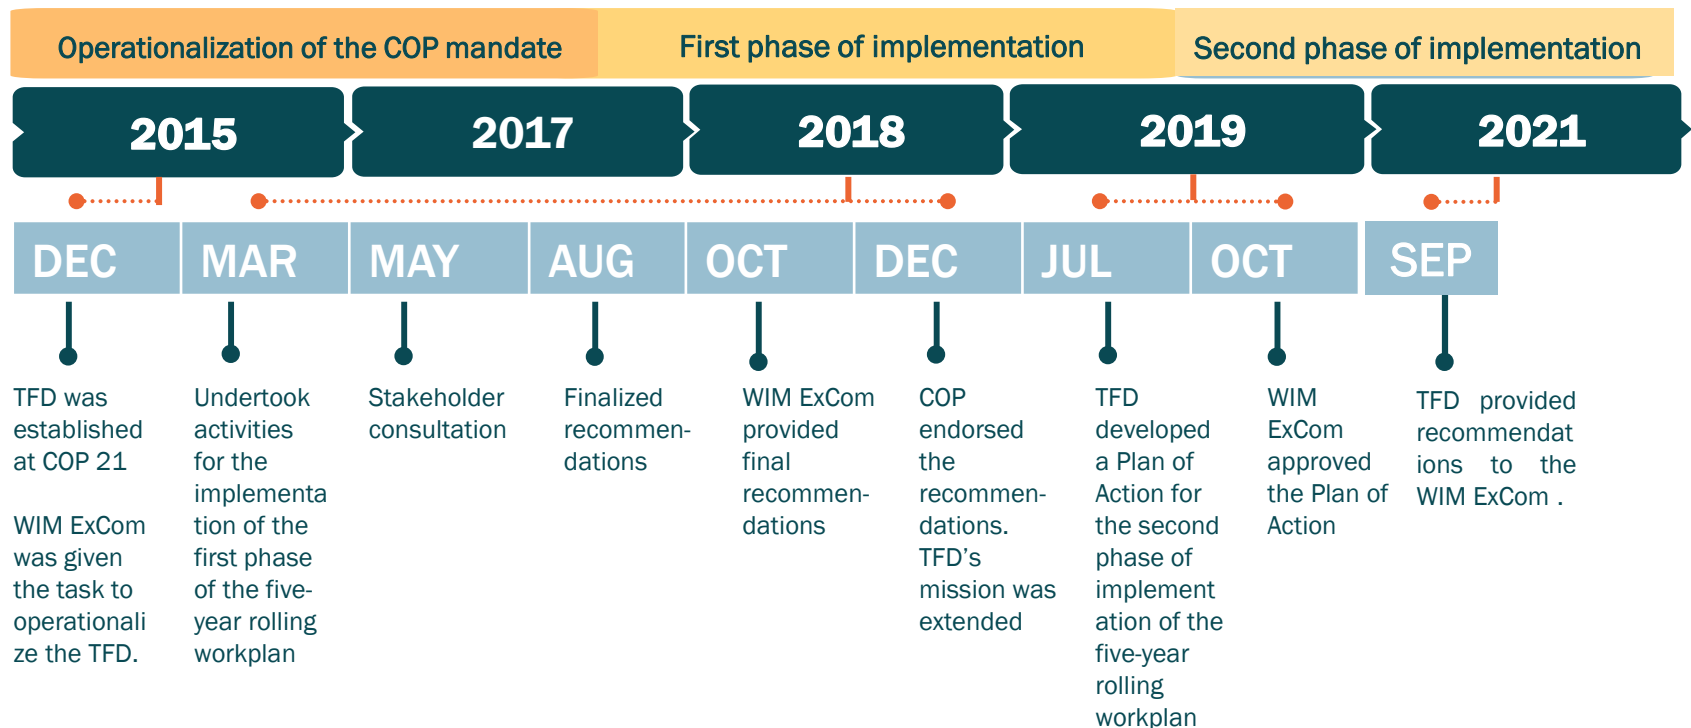 Operationalization of the COP mandate
First phase of implementation
Second phase of implementation
2015
2017
2018
2019
2021
DEC
MAR
MAY
AUG
OCT
DEC
JUL
OCT
SEP
TFD was
established
at COP 21
WIM ExCom
was given
the task to
operationali
ze the TFD.
Undertook
activities
for the
implementa
tion of the
first phase
of the five-
year rolling
workplan
Stakeholder
consultation
Finalized
recommen-
dations
WIM ExCom
provided
final
recommen-
dations
COP
endorsed
the
recommen-
dations.
TFD’s
mission was
extended
TFD
developed
a Plan of
Action for
the second
phase of
implement
ation of the
five-year
rolling
workplan
WIM
ExCom
approved
the Plan of
Action
TFD provided
recommendat
ions to the
WIM ExCom .